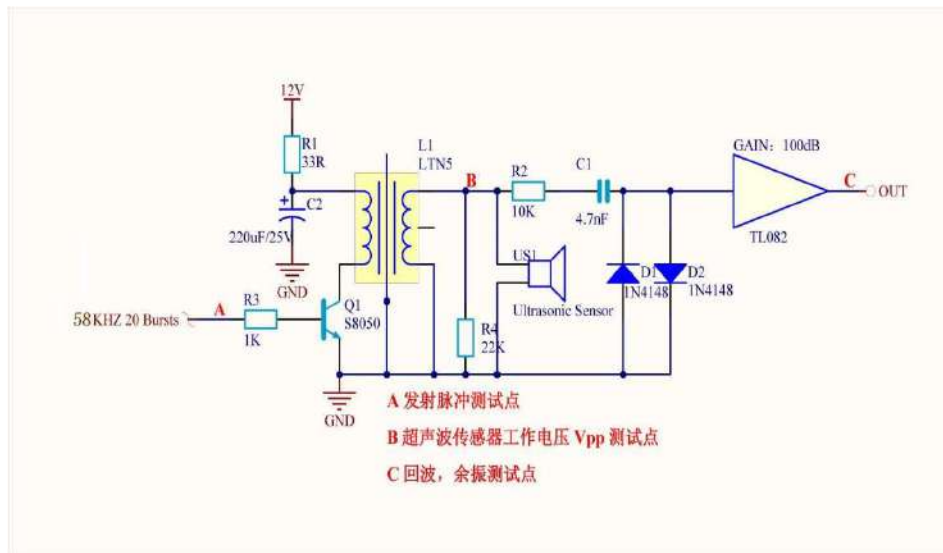 12V
R1
33R
C2
220uF/25V
GND
L1
LTN5
B
R2
10K
C1
4.7nF
GAIN: 100dB
C
OUT
TL082
US1
Ultrasonic Sensor
D1
1N4148
D2
1N4148
58KHZ 20 Bursts
A
R3
1K
Q1
S8050
R4
22K
GND
A 发射脉冲测试点
B 超声波传感器工作电压 Vpp 测试点
C 回波，余振测试点